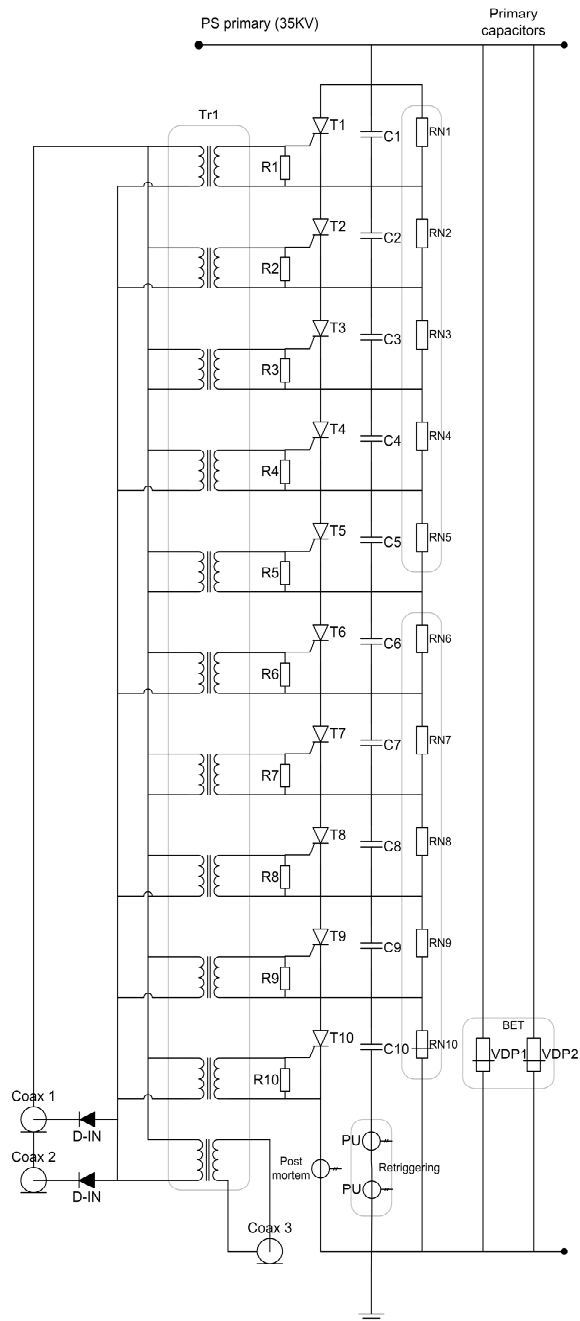 PS primary (35KV)
Primary
capacitors
Tr1
T1
C1
RN1
R1
T2
C2
RN2
R2
T3
C3
RN3
R3
T4
C4
RN4
R4
T5
C5
RN5
R5
T6
C6
RN6
R6
T7
C7
RN7
R7
T8
C8
RN8
R8
T9
C9
RN9
R9
T10
C10
RN10
R10
BET
VDP1
VDP2
Coax 1
D-IN
Coax 2
D-IN
PU
Post
mortem
Retriggering
PU
Coax 3